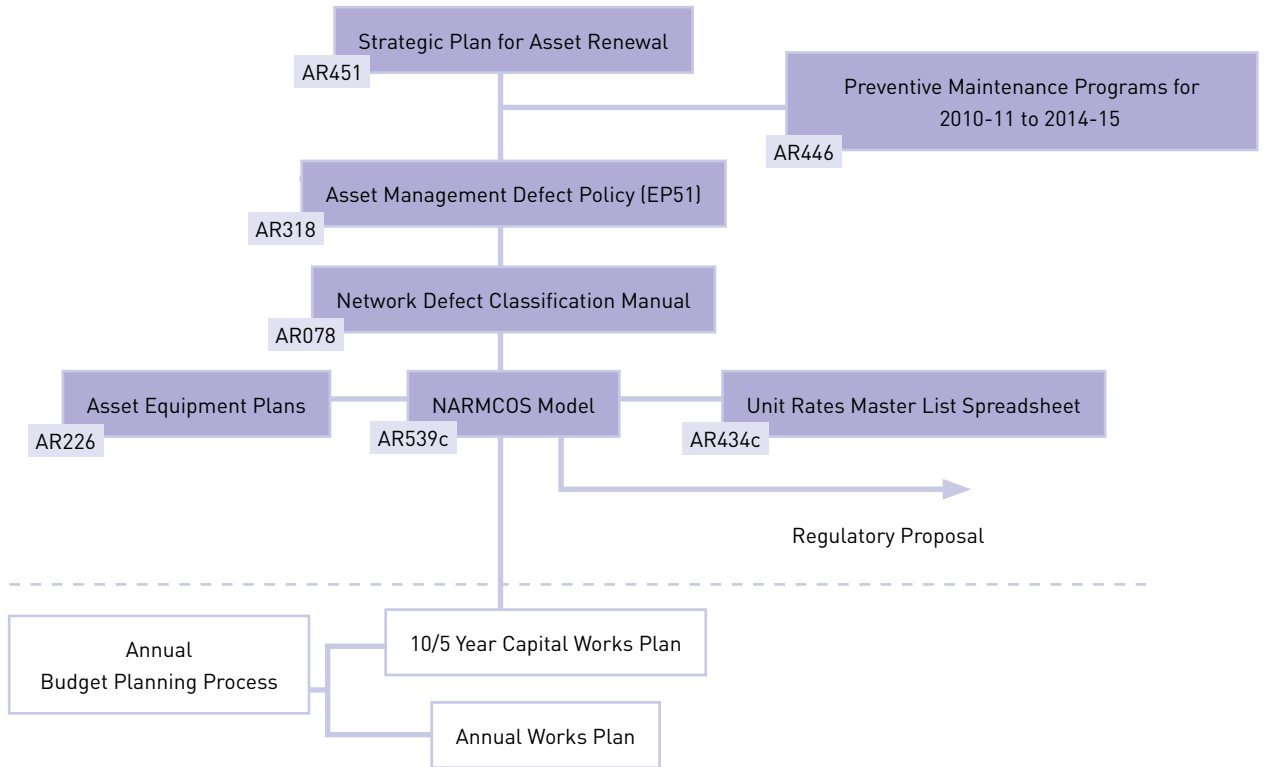 Strategic Plan for Asset Renewal
AR451
Preventive Maintenance Programs for
2010-11 to 2014-15
AR446
Asset Management Defect Policy (EP51)
AR318
Network Defect Classification Manual
AR078
Asset Equipment Plans
AR226
NARMCOS Model
AR539c
Unit Rates Master List Spreadsheet
AR434c
Regulatory Proposal
Annual
Budget Planning Process
10/5 Year Capital Works Plan
Annual Works Plan